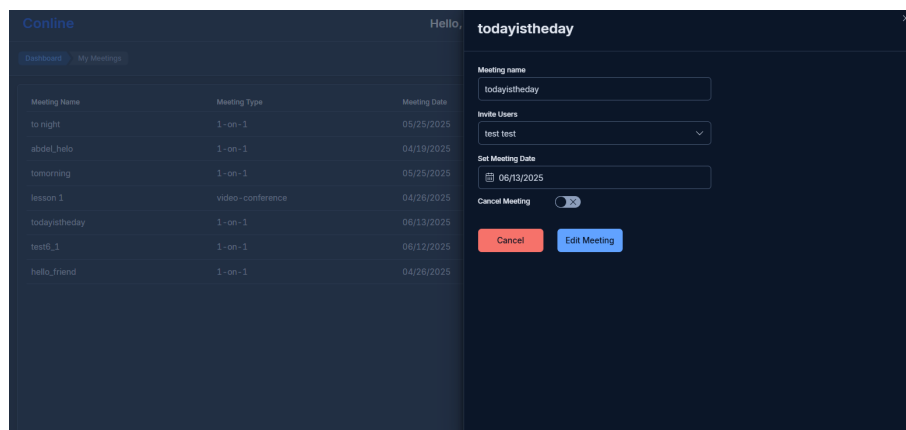 Conline
Hello,
Dashboard My Meetings
Meeting Name Meeting Type Meeting Date
to night 1-on-1 05/25/2025
abdel_helo 1-on-1 04/19/2025
tomorning 1-on-1 05/25/2025
lesson 1 video-conference 04/26/2025
todayistheday 1-on-1 06/13/2025
test6_1 1-on-1 06/12/2025
hello_friend 1-on-1 04/26/2025
todayistheday
Meeting name
todayistheday
Invite Users
test test
Set Meeting Date
06/13/2025
Cancel Meeting
Cancel Edit Meeting